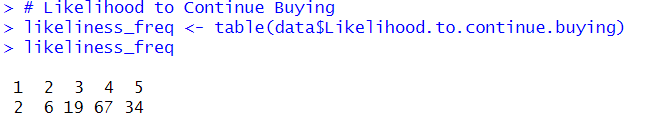 > # Likelihood to Continue Buying
> likeliness_freq <- table(data$Likelihood.to.continue.buying)
> likeliness_freq
1 2 3 4 5
2 6 19 67 34